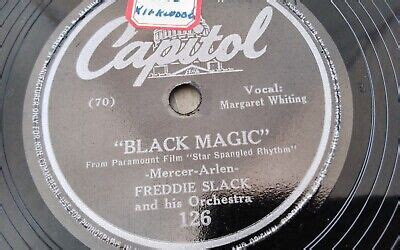 KIRKWOOD
Capitol
(70)
Vocal:
Margaret Whiting
"BLACK MAGIC"
From Paramount Film "Star Spangled Rhythm"
-Mercer-Arlen-
FREDDIE SLACK
and his Orchestra
126